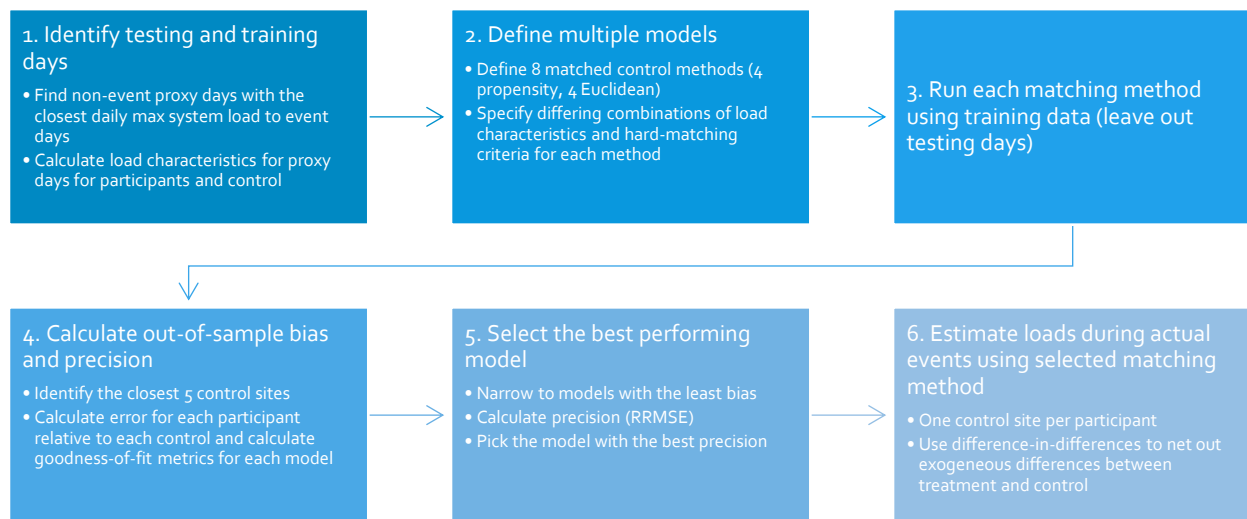 1. Identify testing and training
days
• Find non-event proxy days with the
closest daily max system load to event
days
• Calculate load characteristics for proxy
days for participants and control
2. Define multiple models
• Define 8 matched control methods (4
propensity, 4 Euclidean)
• Specify differing combinations of load
characteristics and hard-matching
criteria for each method
3. Run each matching method
using training data (leave out
testing days)
4. Calculate out-of-sample bias
and precision
• Identify the closest 5 control sites
• Calculate error for each participant
relative to each control and calculate
goodness-of-fit metrics for each model
5. Select the best performing
model
• Narrow to models with the least bias
• Calculate precision (RRMSE)
• Pick the model with the best precision
6. Estimate loads during actual
events using selected matching
method
• One control site per participant
• Use difference-in-differences to net out
exogeneous differences between
treatment and control